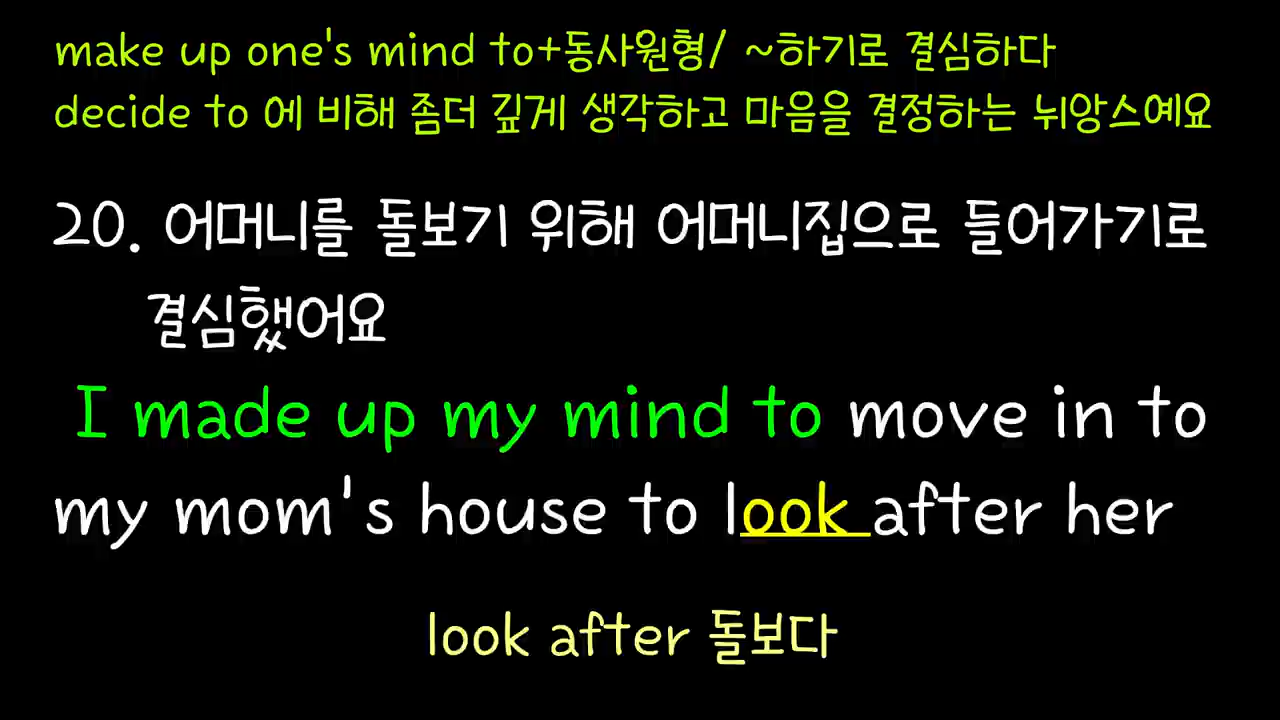 make up one's mind to+동사원형/ ~하기로 결심하다
decide to 에 비해 좀더 깊게 생각하고 마음을 결정하는 뉘앙스예요
20. 어머니를 돌보기 위해 어머니집으로 들어가기로
결심했어요
I made up my mind to move in to
my mom's house to look after her
look after 돌보다